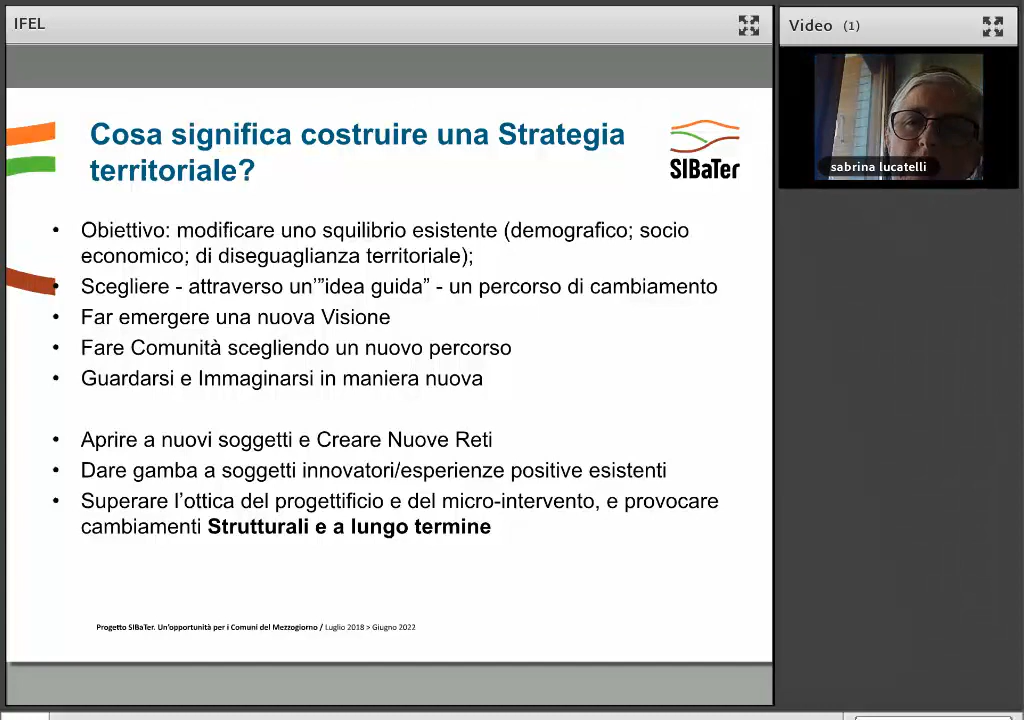 IFEL
Video (1)
sabrina lucatelli
Cosa significa costruire una Strategia
territoriale?
SIBaTer
• Obiettivo: modificare uno squilibrio esistente (demografico; socio
economico; di diseguaglianza territoriale);
• Scegliere - attraverso un’”idea guida” - un percorso di cambiamento
• Far emergere una nuova Visione
• Fare Comunità scegliendo un nuovo percorso
• Guardarsi e Immaginarsi in maniera nuova
• Aprire a nuovi soggetti e Creare Nuove Reti
• Dare gamba a soggetti innovatori/esperienze positive esistenti
• Superare l’ottica del progettificio e del micro-intervento, e provocare
cambiamenti Strutturali e a lungo termine
Progetto SIBaTer. Un’opportunità per i Comuni del Mezzogiorno / Luglio 2018 > Giugno 2022